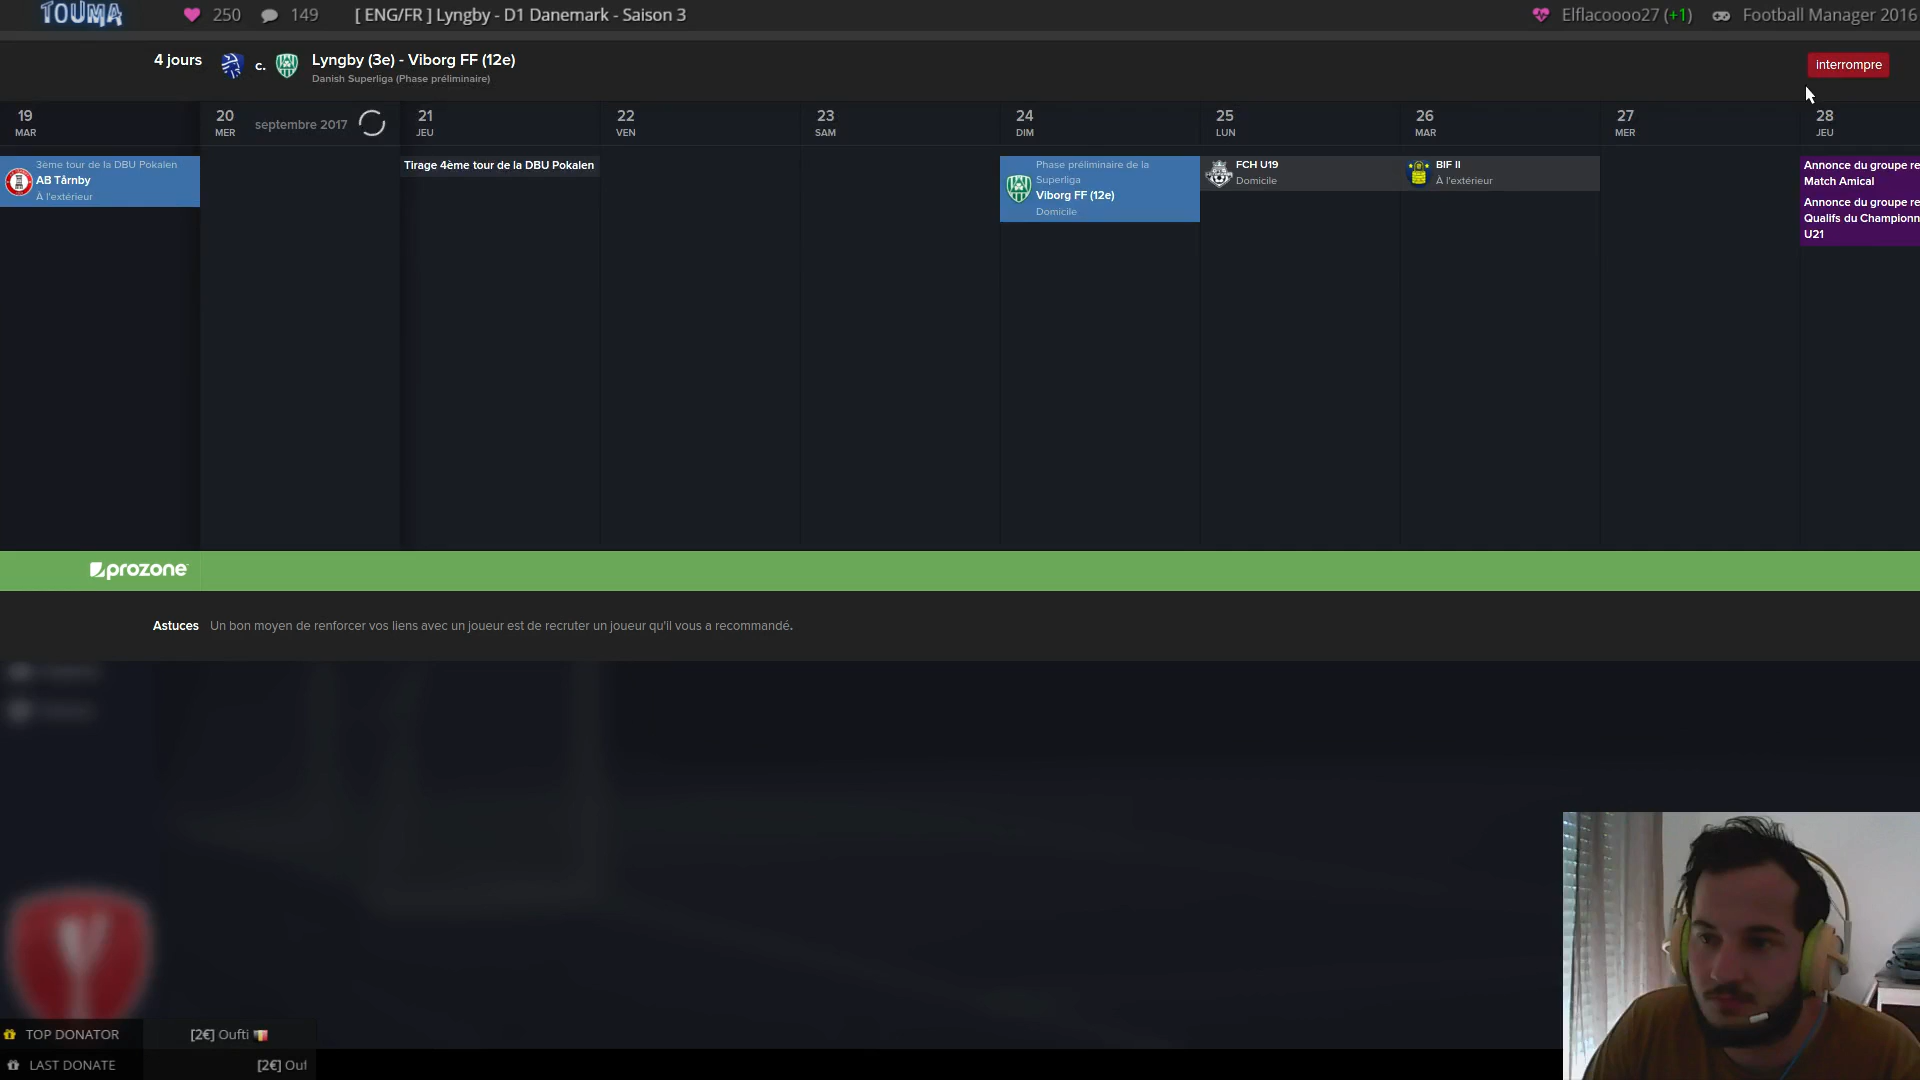 TOUMA
250
149
[ ENG/FR ] Lyngby - D1 Danemark - Saison 3
Elflacoooo27 (+1)
Football Manager 2016
4 jours
c.
Lyngby (3e) - Viborg FF (12e)
Danish Superliga (Phase préliminaire)
interrompre
19
MAR
20
MER
septembre 2017
21
JEU
22
VEN
23
SAM
24
DIM
25
LUN
26
MAR
27
MER
28
JEU
3ème tour de la DBU Pokalen
AB Tårnby
À l'extérieur
Tirage 4ème tour de la DBU Pokalen
Phase préliminaire de la
Superliga
Viborg FF (12e)
Domicile
FCH U19
Domicile
BIF II
À l'extérieur
Annonce du groupe re
Match Amical
Annonce du groupe re
Qualifs du Championn
U21
prozone
Astuces Un bon moyen de renforcer vos liens avec un joueur est de recruter un joueur qu'il vous a recommandé.
TOP DONATOR
[2€] Oufti
LAST DONATE
[2€] Ouf